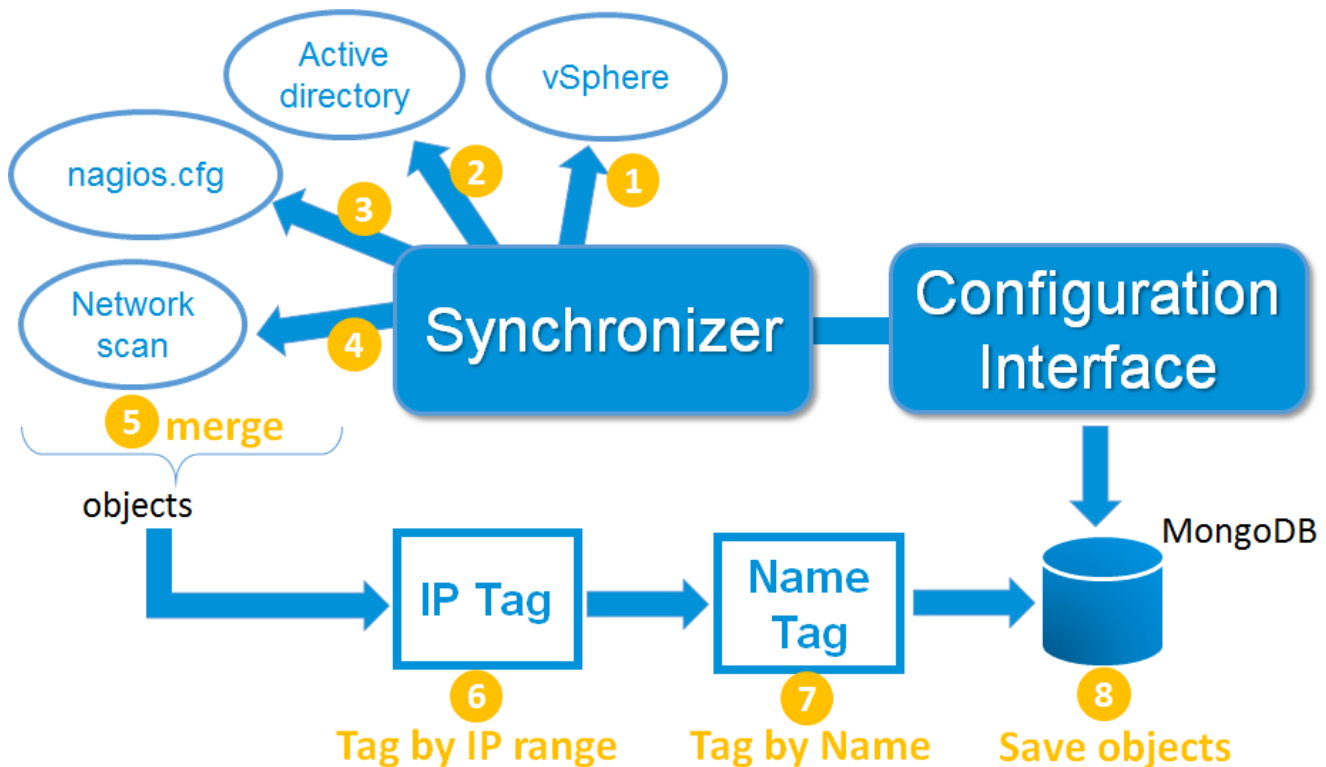 Active
directory
vSphere
nagios.cfg
2
1
3
Network
scan
4
Synchronizer
Configuration
Interface
5 merge
objects
MongoDB
IP Tag
Name
Tag
6
7
8
Tag by IP range
Tag by Name
Save objects